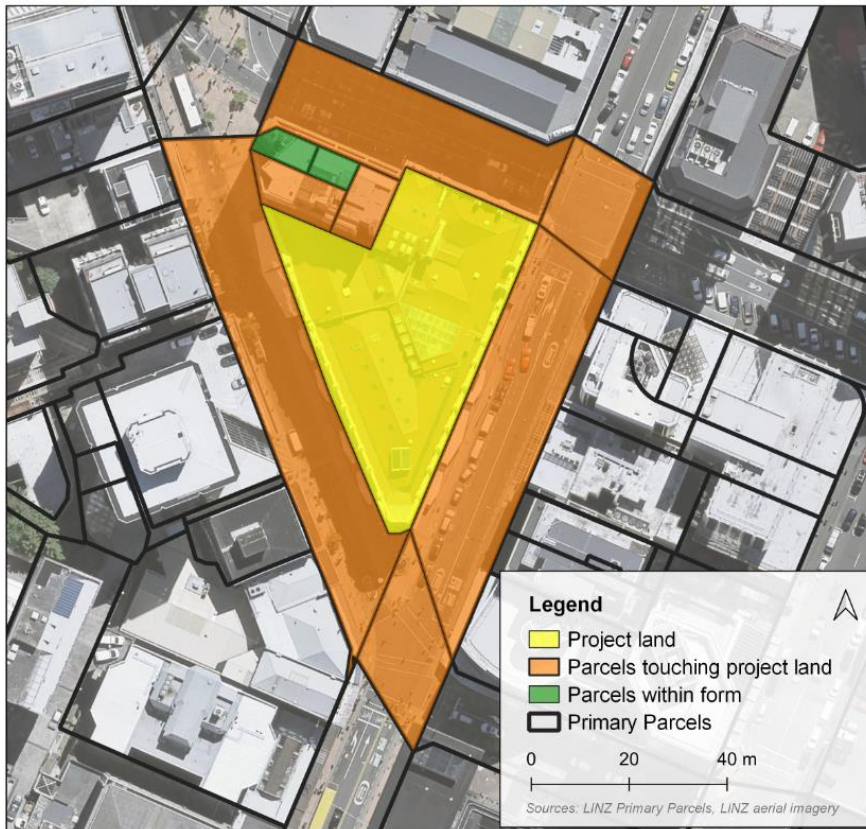 Legend
Project land
Parcels touching project land
Parcels within form
Primary Parcels
0 20 40 m
Sources: LINZ Primary Parcels, LINZ aerial imagery